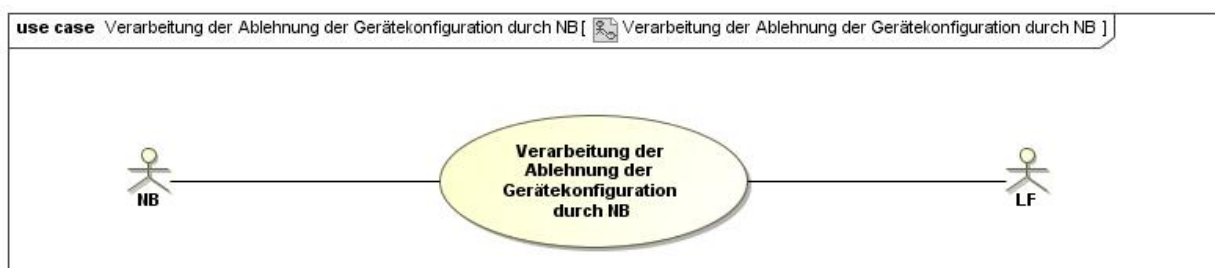 use case Verarbeitung der Ablehnung der Gerätekonfiguration durch NB[ Verarbeitung der Ablehnung der Gerätekonfiguration durch NB ]
Verarbeitung der
Ablehnung der
Gerätekonfiguration
durch NB
NB
LF